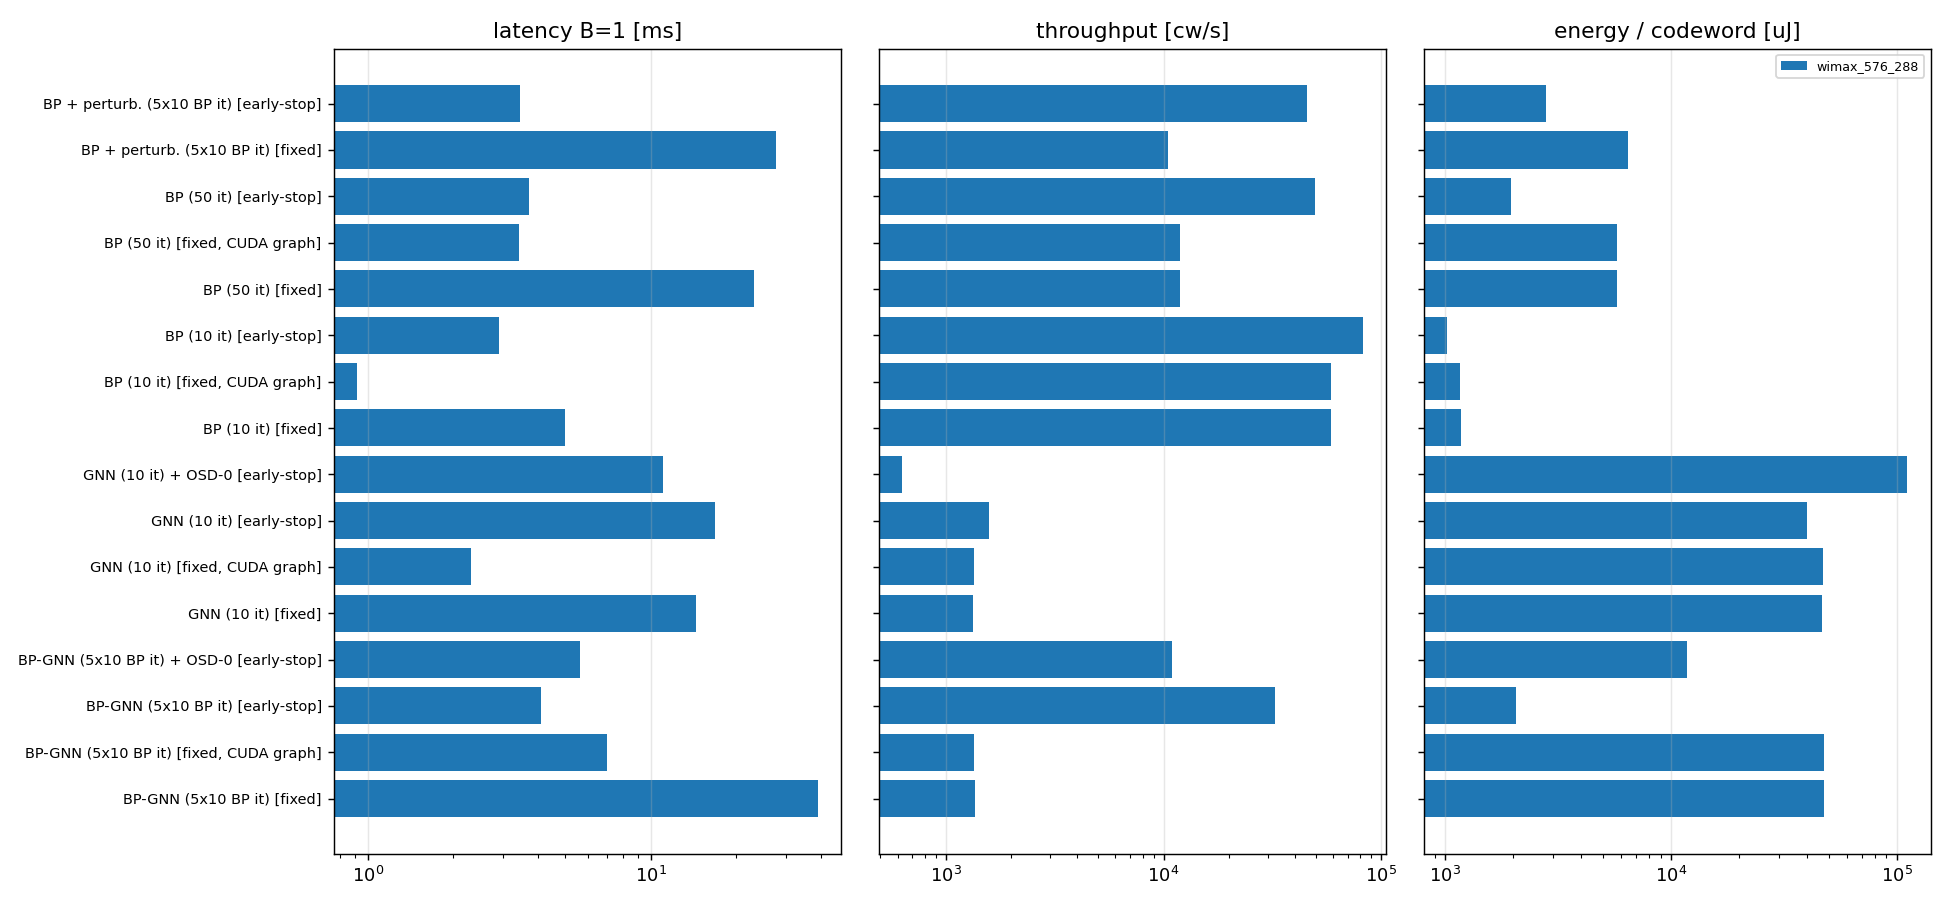 latency B=1 [ms]
throughput [cw/s]
energy / codeword [uJ]
wimax_576_288
BP + perturb. (5x10 BP it) [early-stop]
BP + perturb. (5x10 BP it) [fixed]
BP (50 it) [early-stop]
BP (50 it) [fixed, CUDA graph]
BP (50 it) [fixed]
BP (10 it) [early-stop]
BP (10 it) [fixed, CUDA graph]
BP (10 it) [fixed]
GNN (10 it) + OSD-0 [early-stop]
GNN (10 it) [early-stop]
GNN (10 it) [fixed, CUDA graph]
GNN (10 it) [fixed]
BP-GNN (5x10 BP it) + OSD-0 [early-stop]
BP-GNN (5x10 BP it) [early-stop]
BP-GNN (5x10 BP it) [fixed, CUDA graph]
BP-GNN (5x10 BP it) [fixed]
10⁰ 10¹
10³ 10⁴ 10⁵
10³ 10⁴ 10⁵